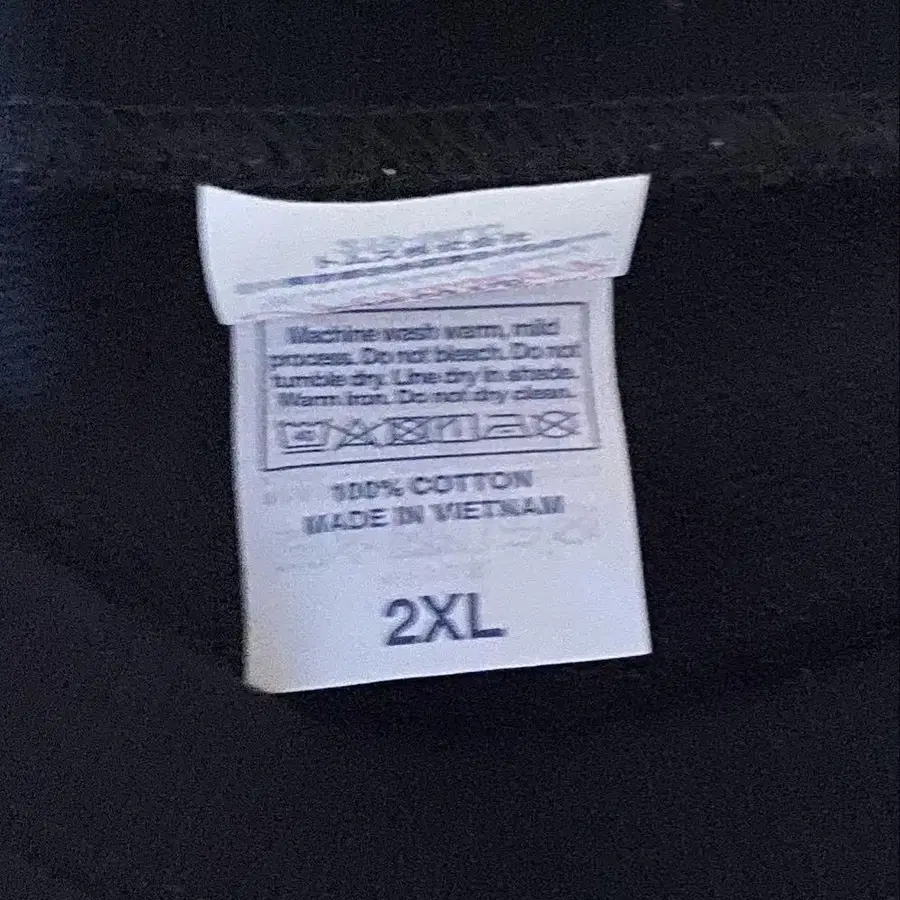 Machine wash warm, mild
process. Do not bleach. Do not
tumble dry. Line dry in shade.
Warm iron. Do not dry clean.
100% COTTON
MADE IN VIETNAM
2XL